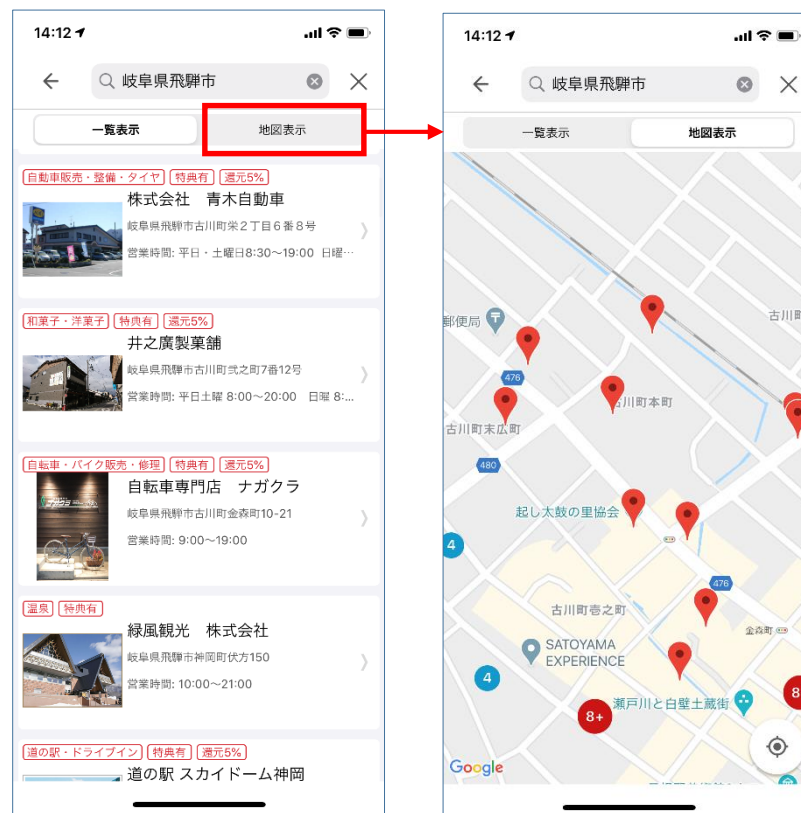 14:12
岐阜県飛騨市
一覧表示
地図表示
自動車販売・整備・タイヤ 特典有 還元5%
株式会社　青木自動車
岐阜県飛騨市古川町栄2丁目6番8号
営業時間: 平日・土曜日8:30～19:00 日曜…
和菓子・洋菓子 特典有 還元5%
井之廣製菓舗
岐阜県飛騨市古川町弐之町7番12号
営業時間: 平日土曜 8:00～20:00　日曜 8:...
自転車・バイク販売・修理 特典有 還元5%
自転車専門店　ナガクラ
岐阜県飛騨市古川町金森町10-21
営業時間: 9:00～19:00
温泉 特典有
緑風観光　株式会社
岐阜県飛騨市神岡町伏方150
営業時間: 10:00～21:00
道の駅・ドライブイン 特典有 還元5%
道の駅 スカイドーム神岡
14:12
岐阜県飛騨市
一覧表示
地図表示
郵便局
古川町
476
古川町本町
古川町末広町
480
起し太鼓の里協会
4
476
古川町壱之町
金森町
SATOYAMA
EXPERIENCE
4
8
瀬戸川と白壁土蔵街
8+
Google